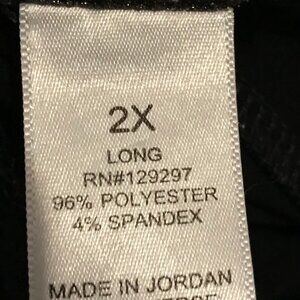 2X
LONG
RN#129297
96% POLYESTER
4% SPANDEX
MADE IN JORDAN